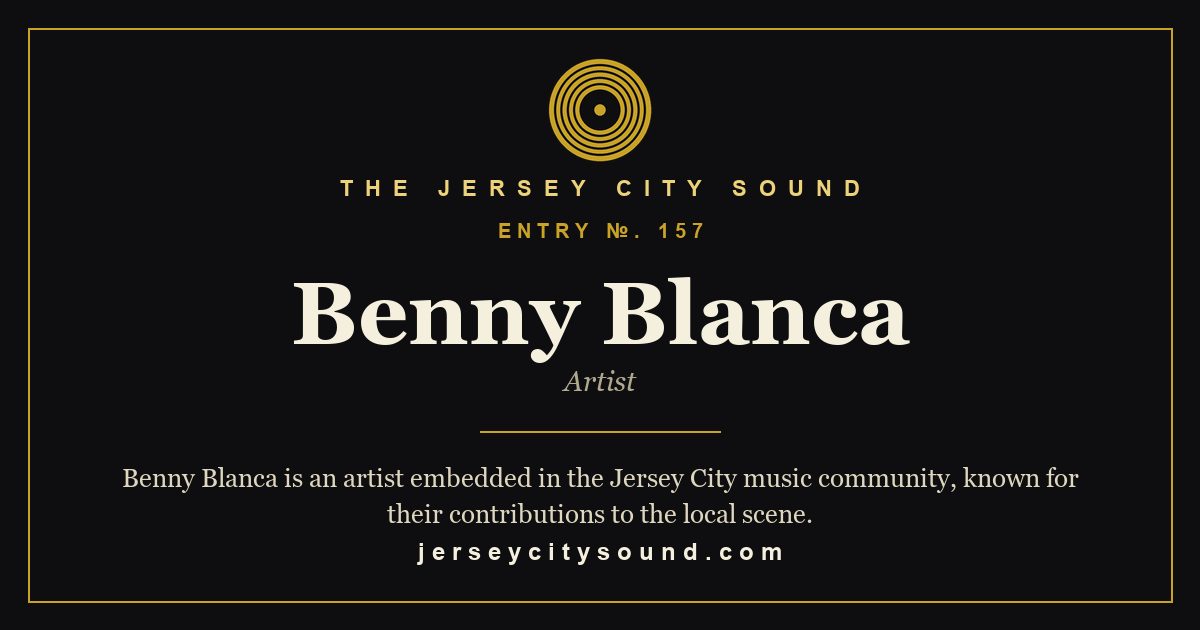 THE JERSEY CITY SOUND
ENTRY №. 157
Benny Blanca
Artist
Benny Blanca is an artist embedded in the Jersey City music community, known for
their contributions to the local scene.
jerseycitysound.com